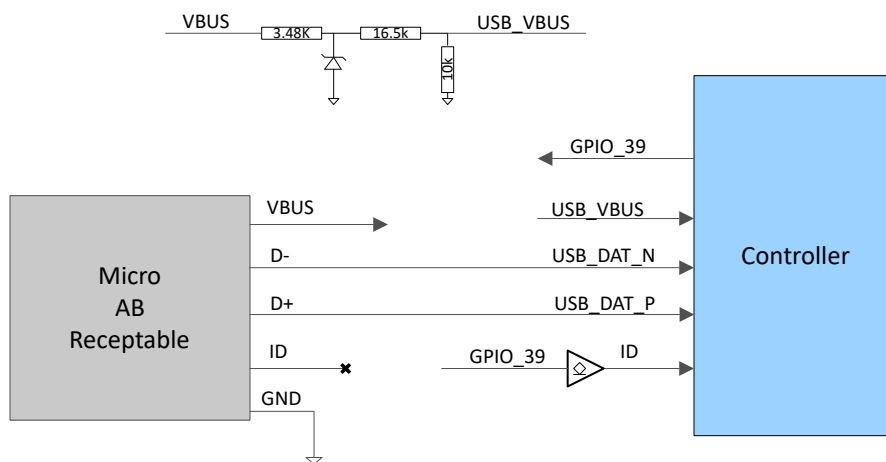 VBUS
3.48K
16.5k
USB_VBUS
10k
GPIO_39
VBUS
USB_VBUS
D-
USB_DAT_N
Controller
Micro
AB
Receptable
D+
USB_DAT_P
ID
GPIO_39
ID
GND